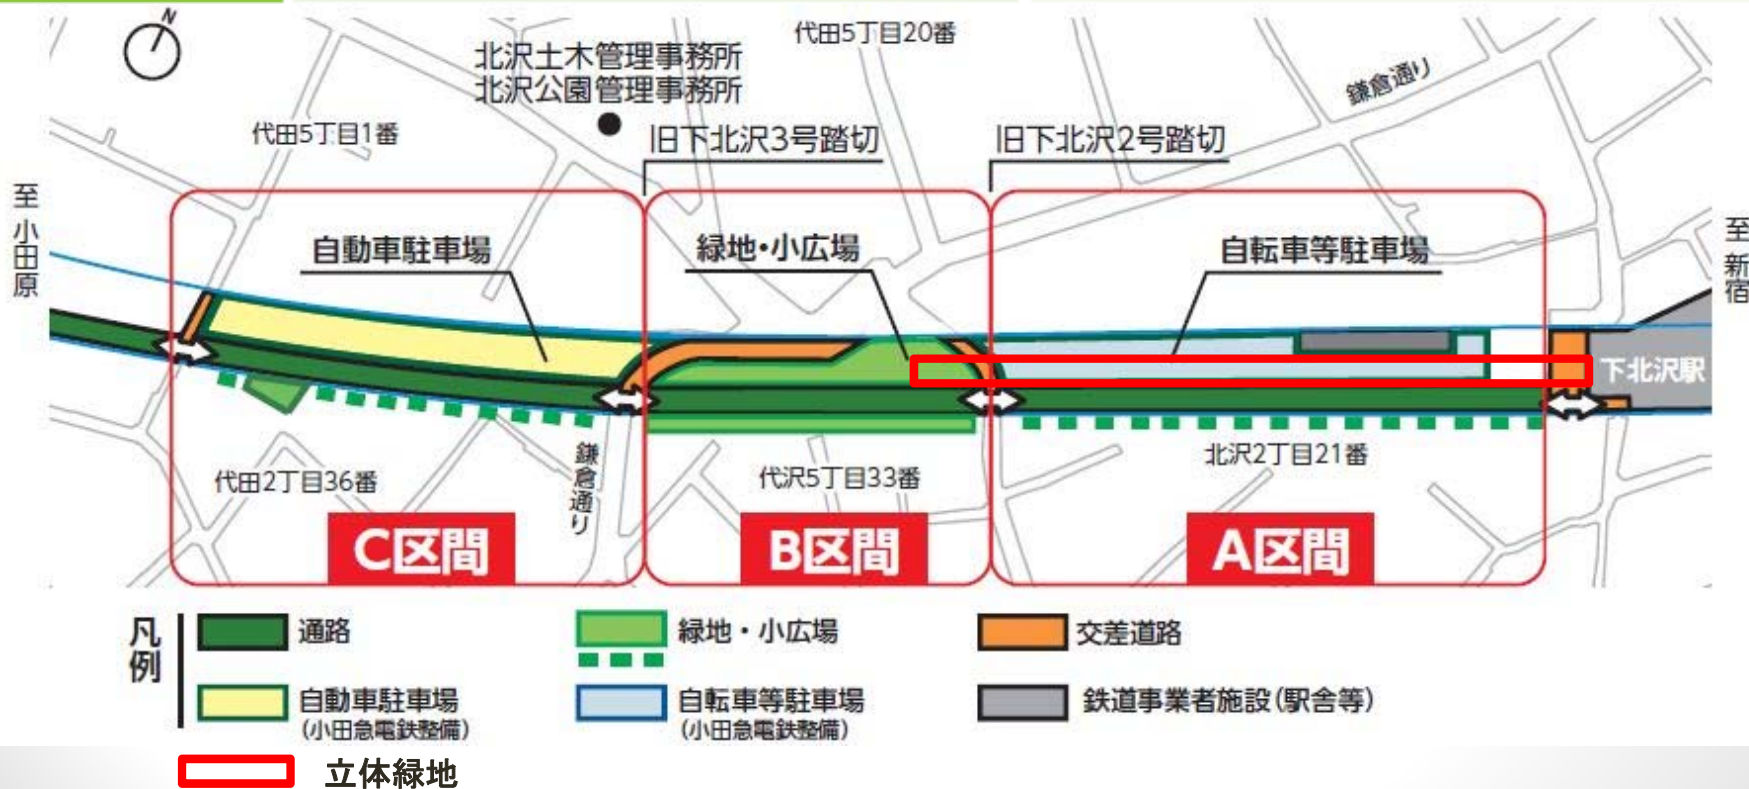 N
代田5丁目20番
北沢土木管理事務所
北沢公園管理事務所
鎌倉通り
代田5丁目1番
旧下北沢3号踏切
旧下北沢2号踏切
至 小田原
自動車駐車場
緑地・小広場
自転車等駐車場
至 新宿
下北沢駅
代田2丁目36番
鎌倉通り
代沢5丁目33番
北沢2丁目21番
C区間
B区間
A区間
凡例
通路
緑地・小広場
交差道路
自動車駐車場
(小田急電鉄整備)
自転車等駐車場
(小田急電鉄整備)
鉄道事業者施設(駅舎等)
立体緑地